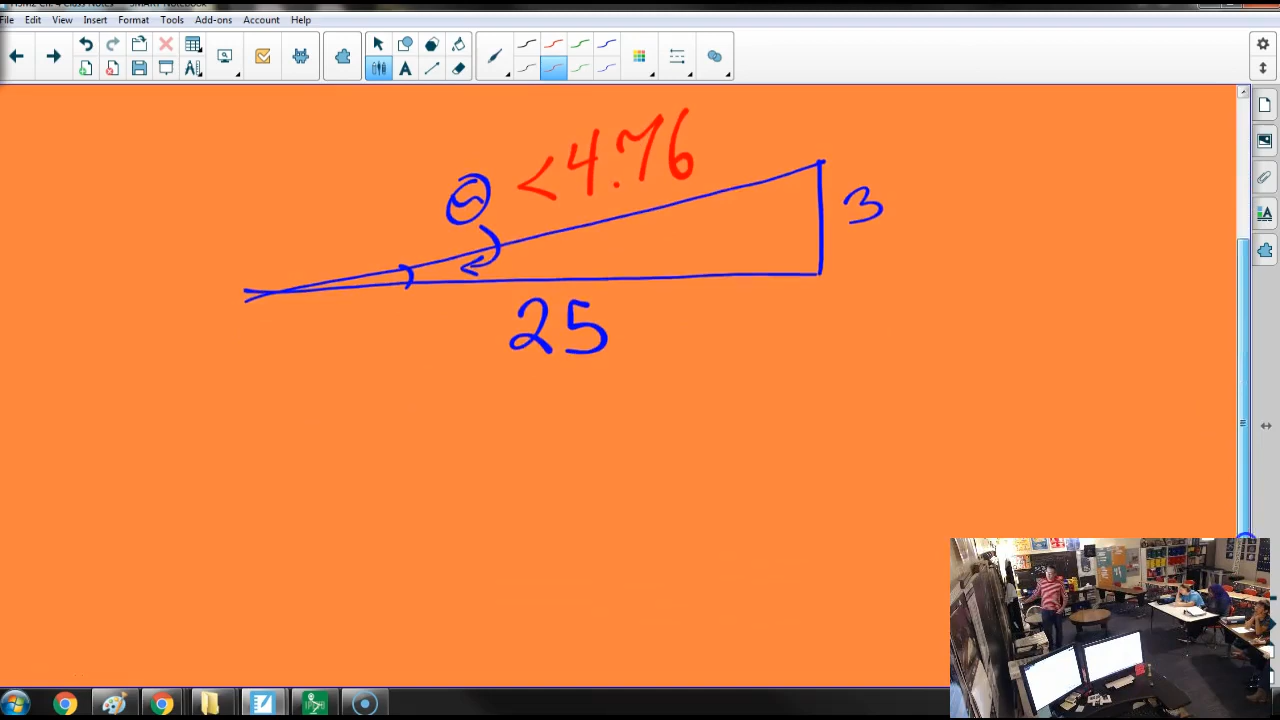 File Edit View Insert Format Tools Add-ons Account Help
<4.76
Θ
3
25